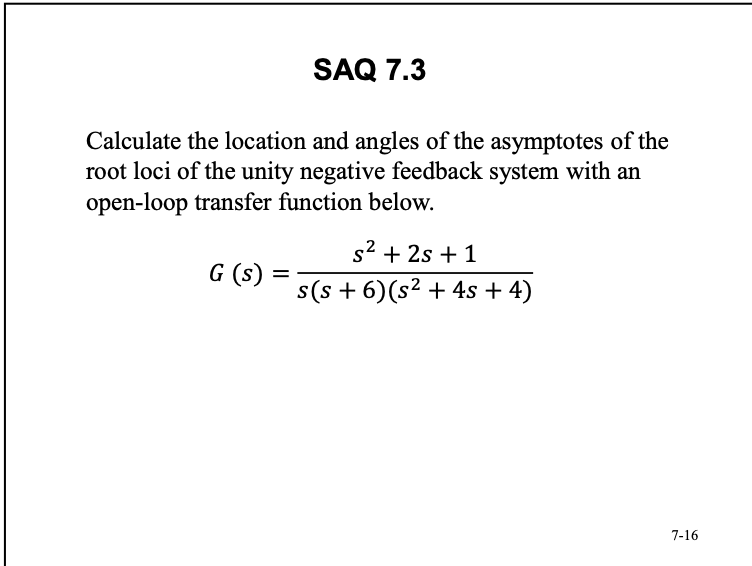 SAQ 7.3
Calculate the location and angles of the asymptotes of the
root loci of the unity negative feedback system with an
open-loop transfer function below.
G (s) = \frac{s^2 + 2s + 1}{s(s + 6)(s^2 + 4s + 4)}
7-16